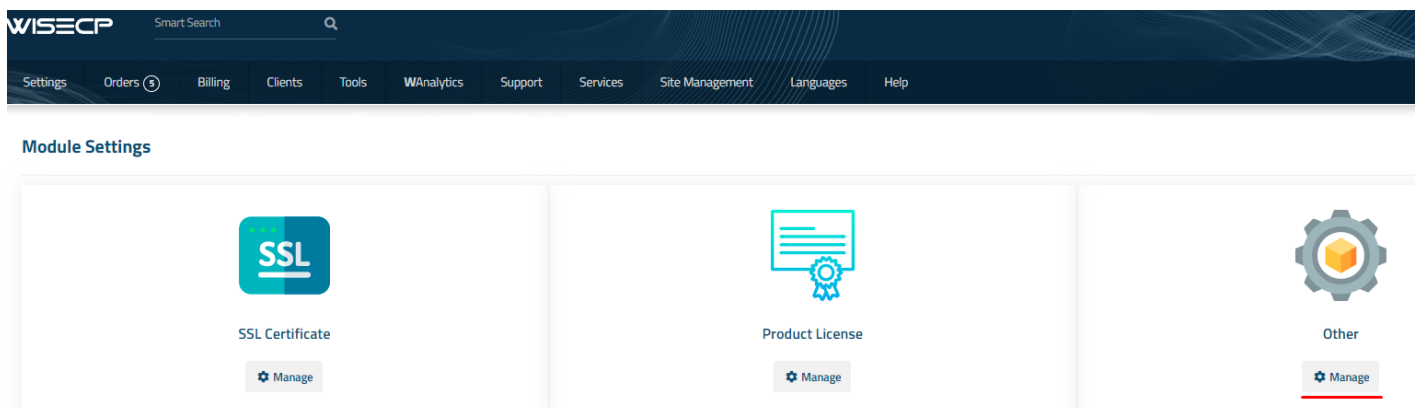 WISECP
Smart Search
Settings Orders 5 Billing Clients Tools WAnalytics Support Services Site Management Languages Help
Module Settings
SSL
SSL Certificate Product License Other
Manage Manage Manage